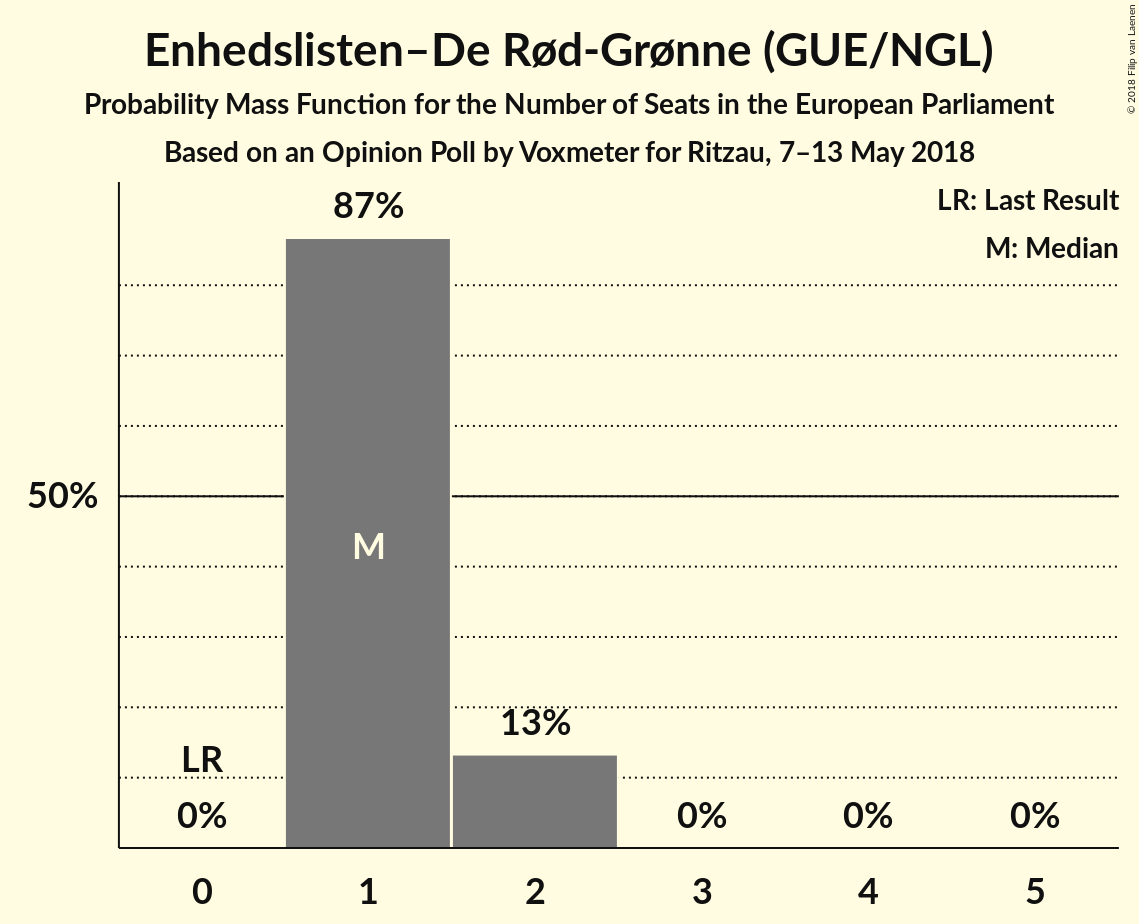 Enhedslisten–De Rød-Grønne (GUE/NGL)
Probability Mass Function for the Number of Seats in the European Parliament
Based on an Opinion Poll by Voxmeter for Ritzau, 7–13 May 2018
© 2018 Filip van Laenen
LR: Last Result
M: Median
87%
50%
M
13%
LR
0%
0%
0%
0%
0
1
2
3
4
5